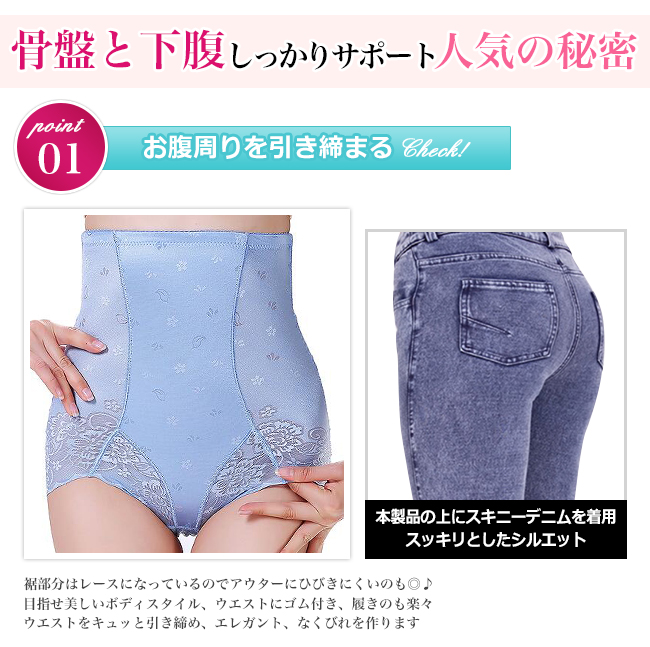 骨盤と下腹しっかりサポート人気の秘密
point
01
お腹周りを引き締まる Check!
本製品の上にスキニーデニムを着用
スッキリとしたシルエット
裾部分はレースになっているのでアウターにひびきにくいのも◎♪
目指せ美しいボディスタイル、ウエストにゴム付き、履きのも楽々
ウエストをキュッと引き締め、エレガント、なくびれを作ります